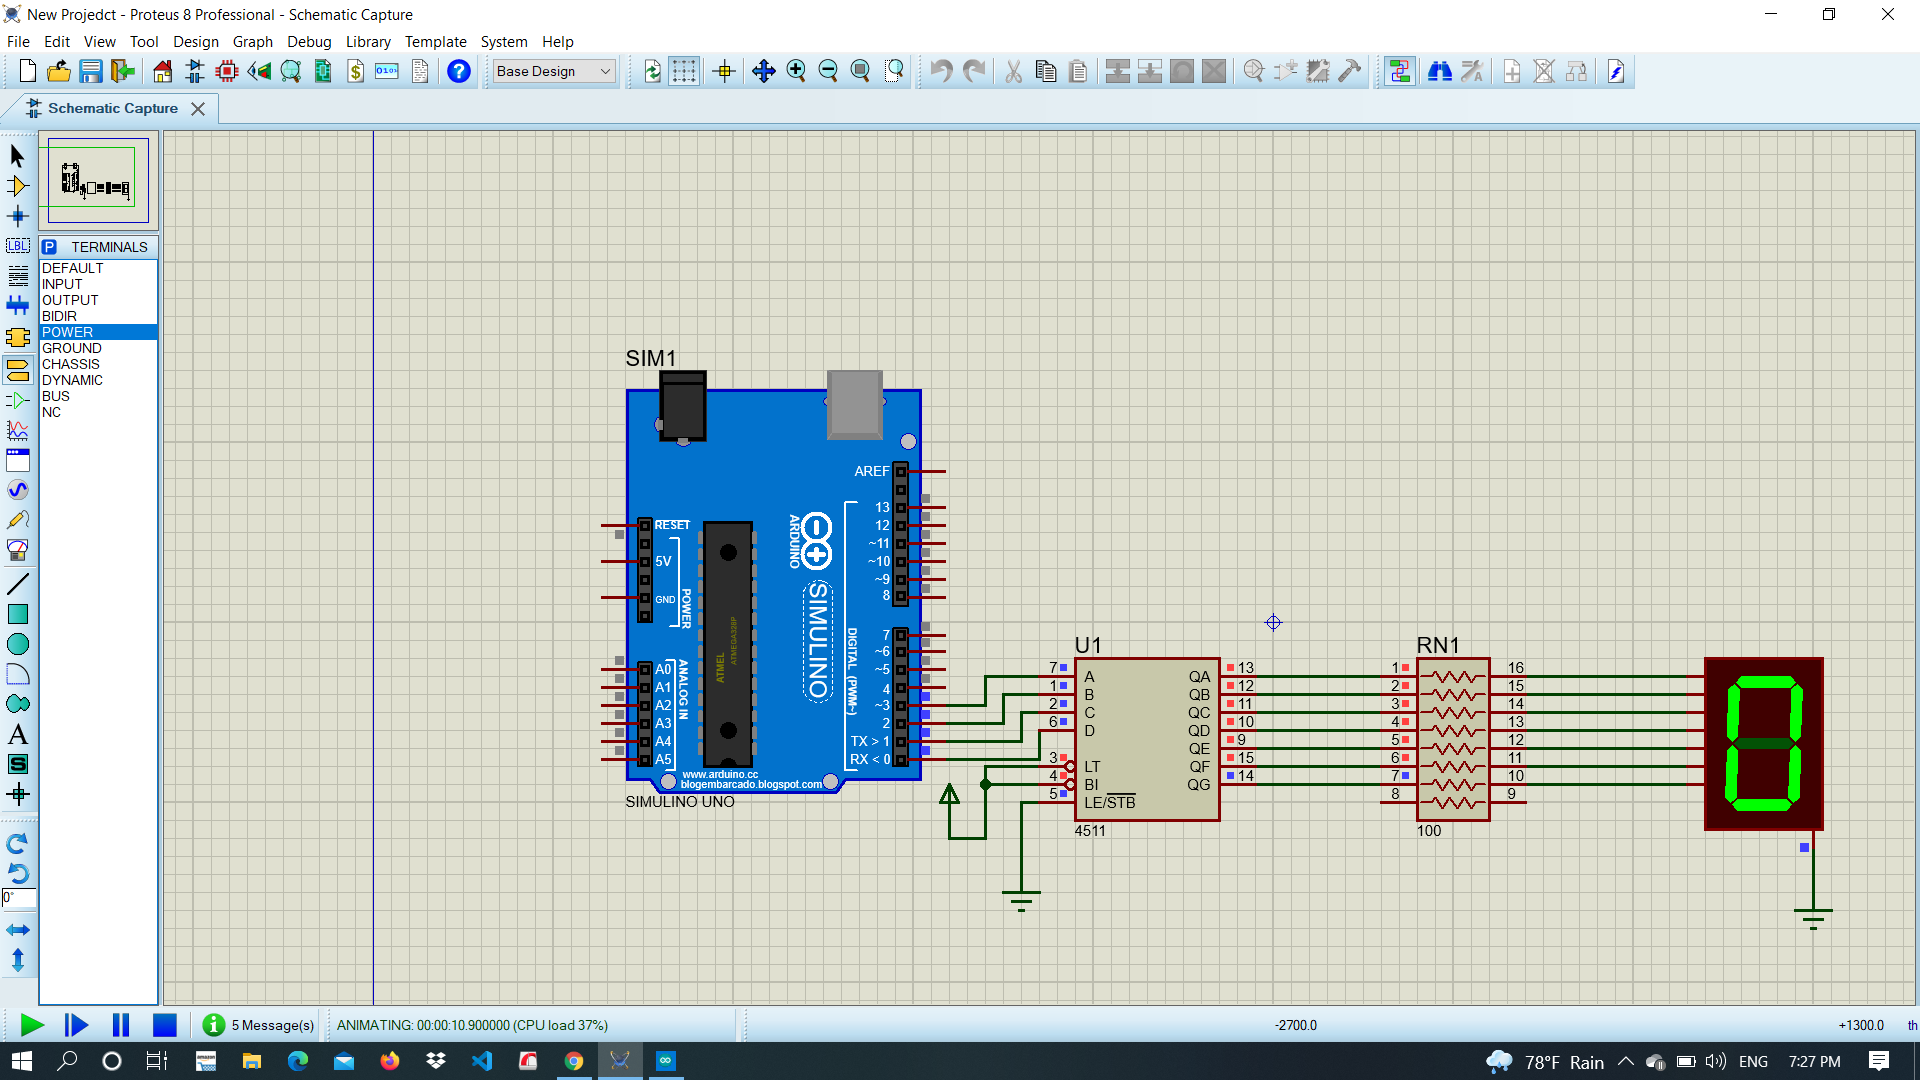 New Projedct - Proteus 8 Professional - Schematic Capture
File Edit View Tool Design Graph Debug Library Template System Help
Base Design
Schematic Capture
LBL
P TERMINALS
DEFAULT
INPUT
OUTPUT
BIDIR
POWER
GROUND
CHASSIS
DYNAMIC
BUS
NC
A
S
0°
SIM1
AREF
13
12
~11
~10
~9
8
RESET
5V
GND
POWER
ARDUINO
SIMULINO
ATMEL
ATMEGA328P
DIGITAL (PWM~)
7
~6
~5
4
~3
2
TX > 1
RX < 0
ANALOG IN
A0
A1
A2
A3
A4
A5
www.arduino.cc
blogembarcado.blogspot.com
SIMULINO UNO
U1
7 A QA 13
1 B QB 12
2 C QC 11
6 D QD 10
QE 9
3 LT QF 15
4 BI QG 14
5 LE/STB
4511
RN1
1 16
2 15
3 14
4 13
5 12
6 11
7 10
8 9
100
5 Message(s) ANIMATING: 00:00:10.900000 (CPU load 37%) -2700.0 +1300.0 th
78°F Rain ENG 7:27 PM